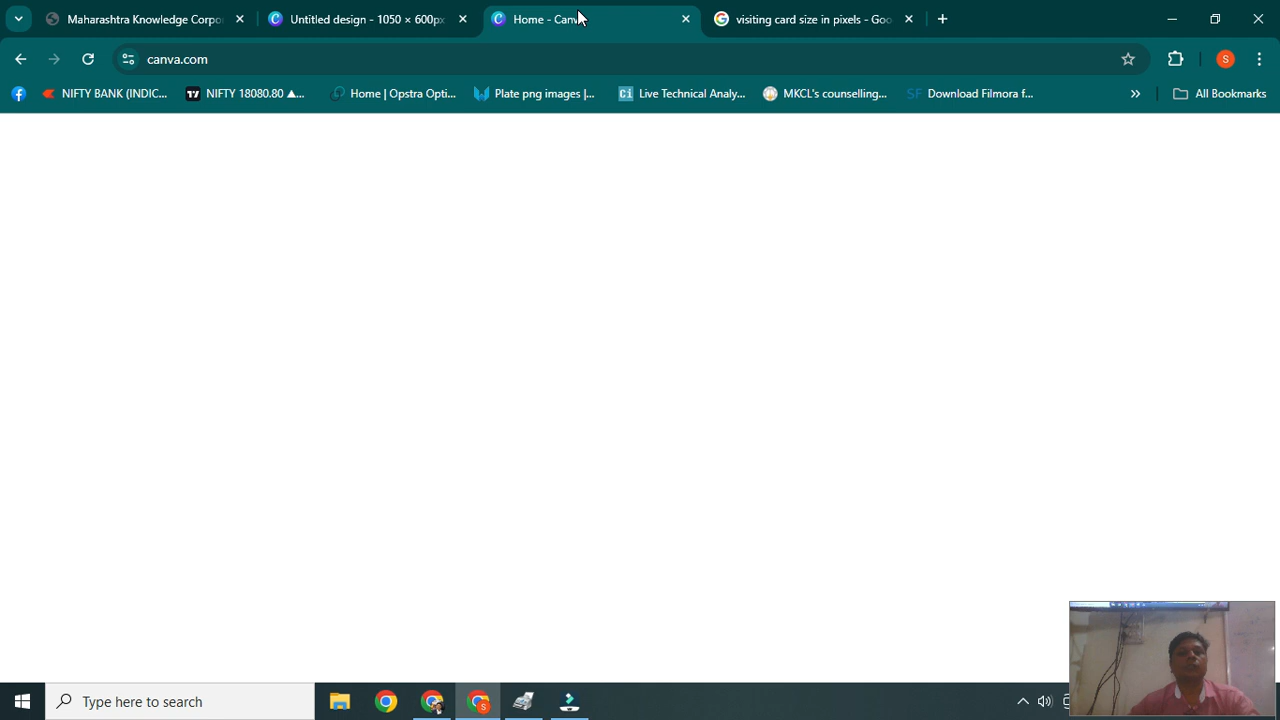 Maharashtra Knowledge Corpo
Untitled design - 1050 × 600px
Home - Canv
visiting card size in pixels - Goo
canva.com
S
NIFTY BANK (INDIC...
NIFTY 18080.80 ▲...
Home | Opstra Opti...
Plate png images |...
Live Technical Analy...
MKCL's counselling...
SF Download Filmora f...
All Bookmarks
Type here to search